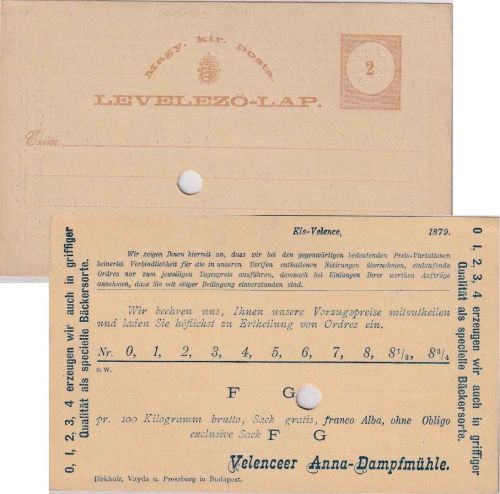 Magy. kir. posta.
2
LEVELEZŐ-LAP.
Czím
0, 1, 2, 3, 4 erzeugen wir auch in griffiger
Qualität als specielle Bäckersorte.
Kis-Velence, 1879.
Wir zeigen Ihnen hiermit an, dass wir bei den gegenwärtigen bedeutenden Preis-Variationen
keinerlei Verbindlichkeit für die in unseren Tarifen enthaltenen Notirungen übernehmen, einlaufende
Ordres nur zum jeweiligen Tagespreis ausführen, demnach bei Einlangen Ihrer werthen Aufträge
annehmen, dass Sie mit obiger Bedingung einverstanden sind.
Wir beehren uns, Ihnen unsere Vorzugspreise mitzutheilen
und laden Sie höflichst zu Ertheilung von Ordres ein.
Nr. 0, 1, 2, 3, 4, 5, 6, 7, 8, 8½, 8¾
ö. w.
F G
pr. 100 Kilogramm brutto, Sack gratis, franco Alba, ohne Obligo
exclusive Sack F G
Velenceer Anna-Dampfmühle.
Birkholz, Vayda u. Preszburg in Budapest.
0, 1, 2, 3, 4 erzeugen wir auch in griffiger
Qualität als specielle Bäckersorte.